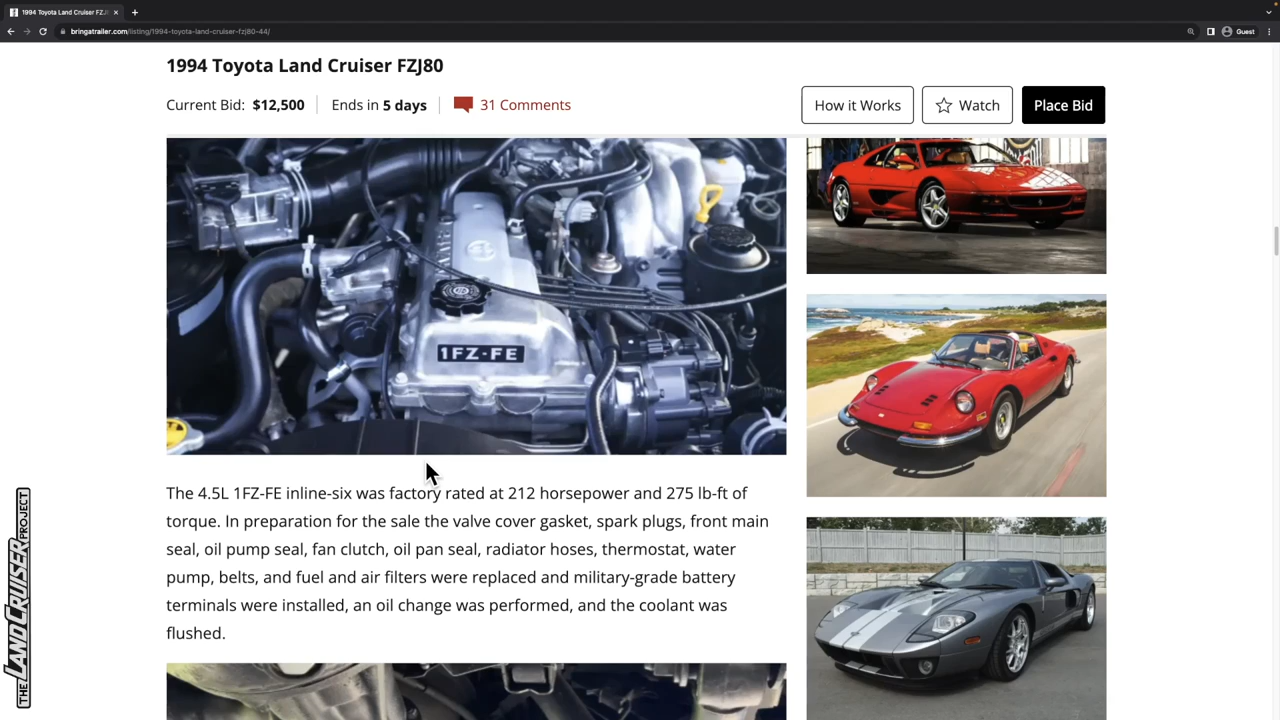 1994 Toyota Land Cruiser FZJ
bringatrailer.com/listing/1994-toyota-land-cruiser-fzj80-44/
Guest
1994 Toyota Land Cruiser FZJ80
Current Bid: $12,500
Ends in 5 days
31 Comments
How it Works
Watch
Place Bid
1FZ-FE
The 4.5L 1FZ-FE inline-six was factory rated at 212 horsepower and 275 lb-ft of
torque. In preparation for the sale the valve cover gasket, spark plugs, front main
seal, oil pump seal, fan clutch, oil pan seal, radiator hoses, thermostat, water
pump, belts, and fuel and air filters were replaced and military-grade battery
terminals were installed, an oil change was performed, and the coolant was
flushed.
THE LAND CRUISER PROJECT